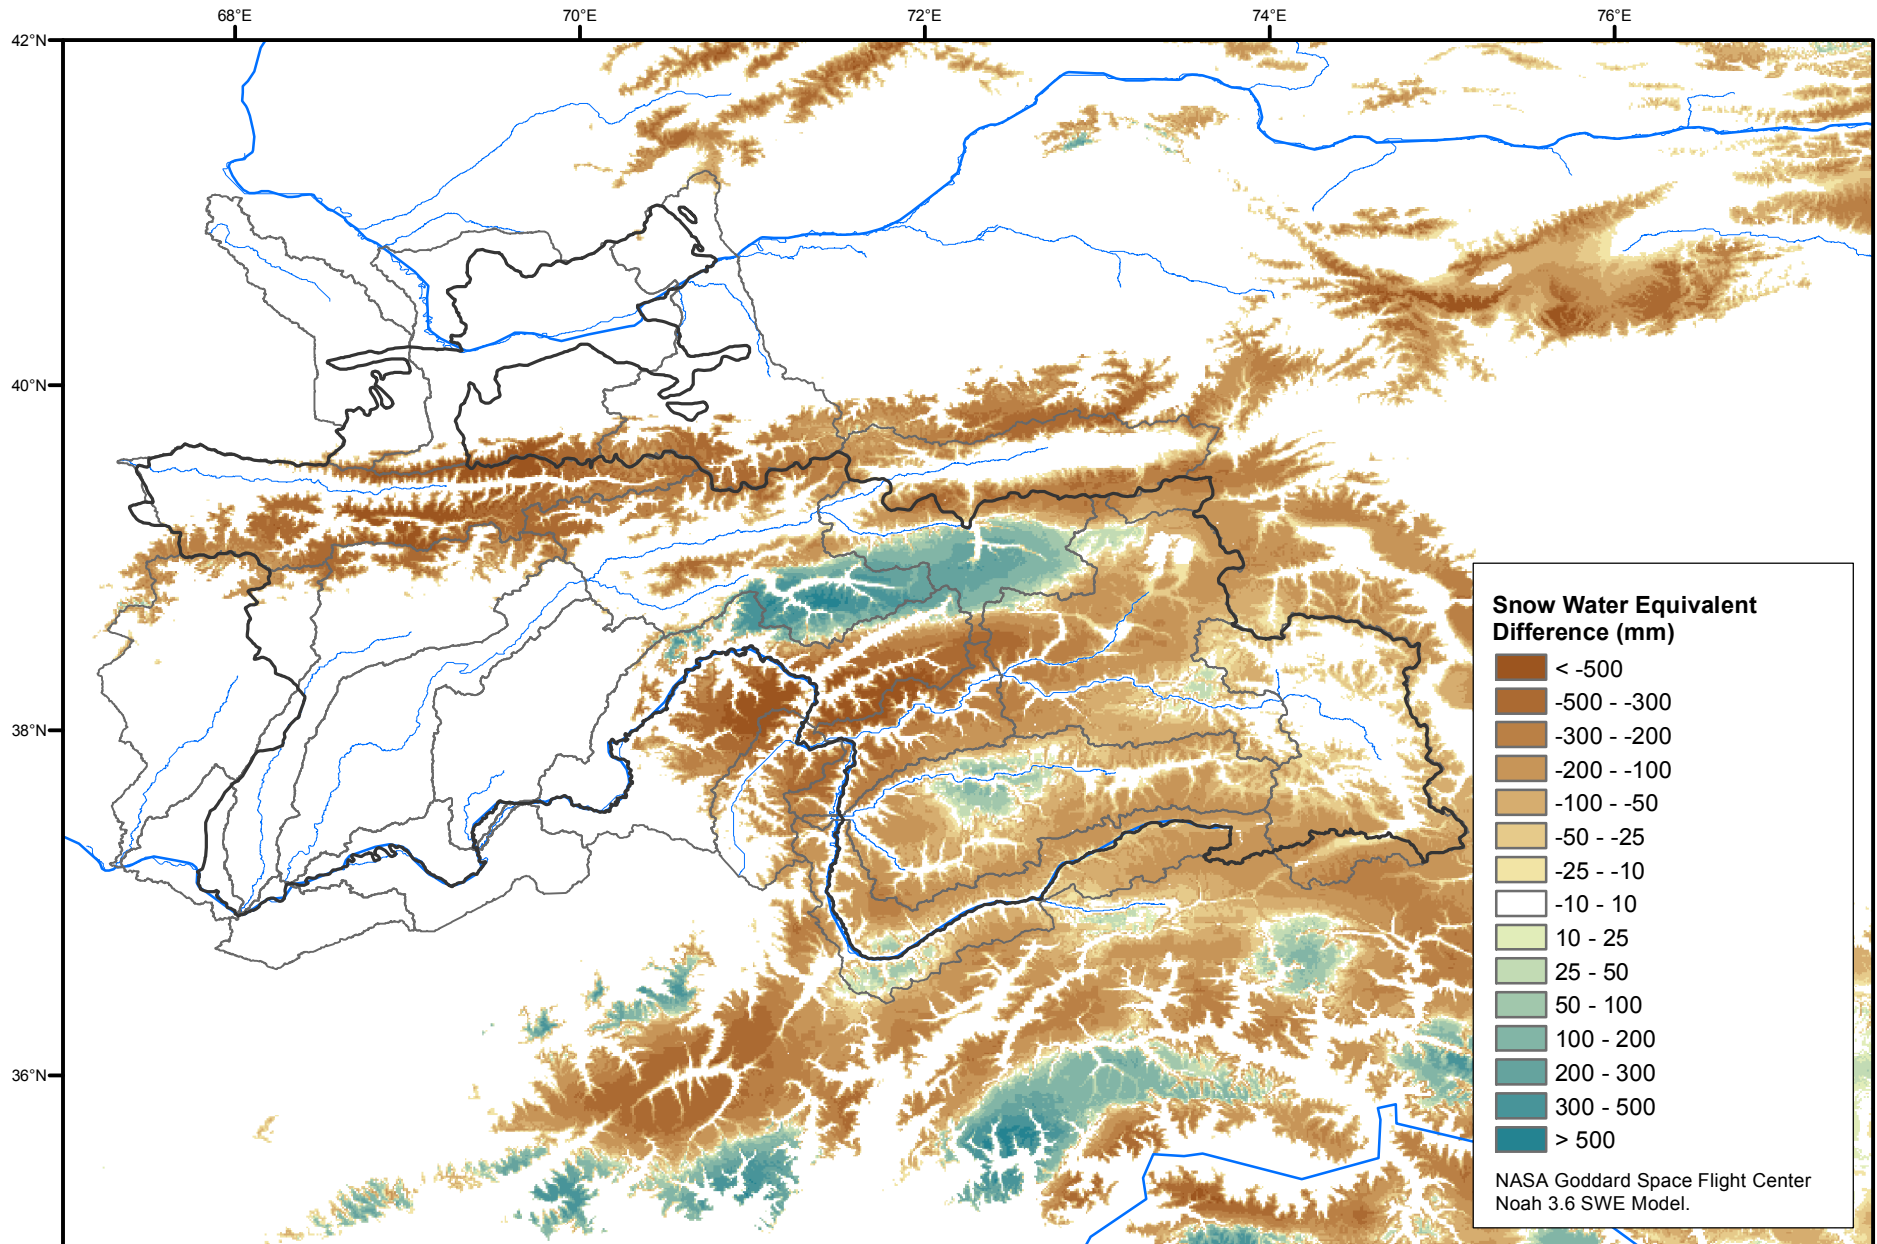 68°E
70°E
72°E
74°E
76°E
42°N
40°N
38°N
36°N
Snow Water Equivalent
Difference (mm)
< -500
-500 - -300
-300 - -200
-200 - -100
-100 - -50
-50 - -25
-25 - -10
-10 - 10
10 - 25
25 - 50
50 - 100
100 - 200
200 - 300
300 - 500
> 500
NASA Goddard Space Flight Center
Noah 3.6 SWE Model.